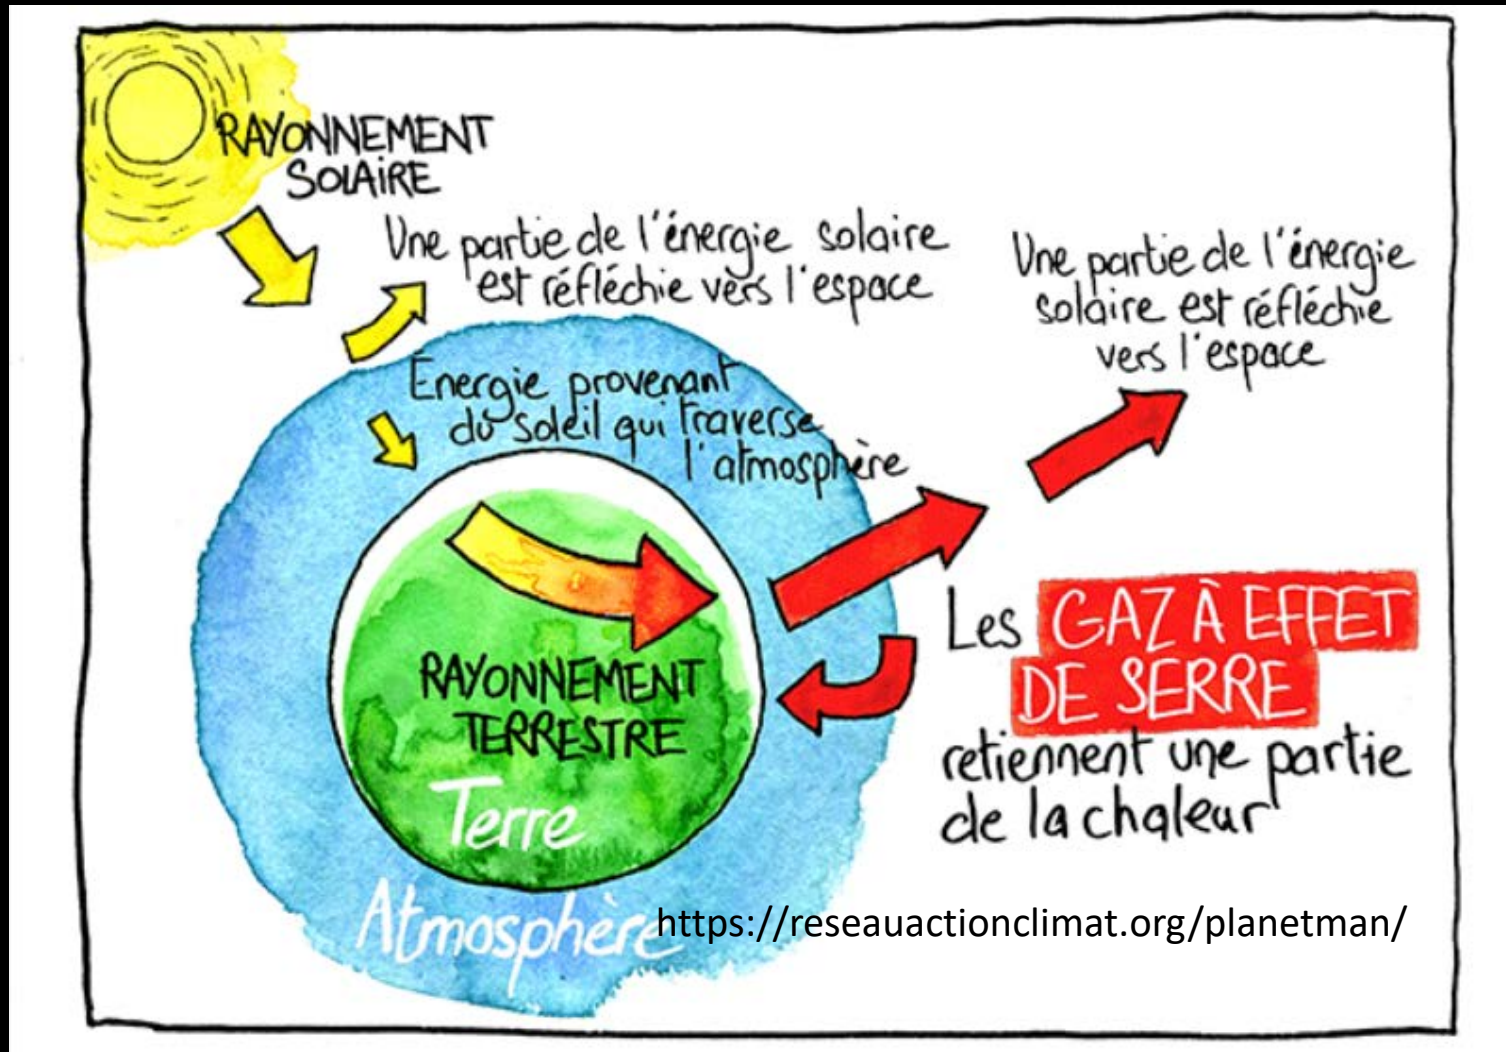 RAYONNEMENT
SOLAIRE
Une partie de l'énergie solaire
est réfléchie vers l'espace
Une partie de l'énergie
solaire est réfléchie
vers l'espace
Énergie provenant
du soleil qui traverse
l'atmosphère
Les GAZ À EFFET
DE SERRE
retiennent une partie
de la chaleur
RAYONNEMENT
TERRESTRE
Terre
Atmosphère
https://reseauactionclimat.org/planetman/